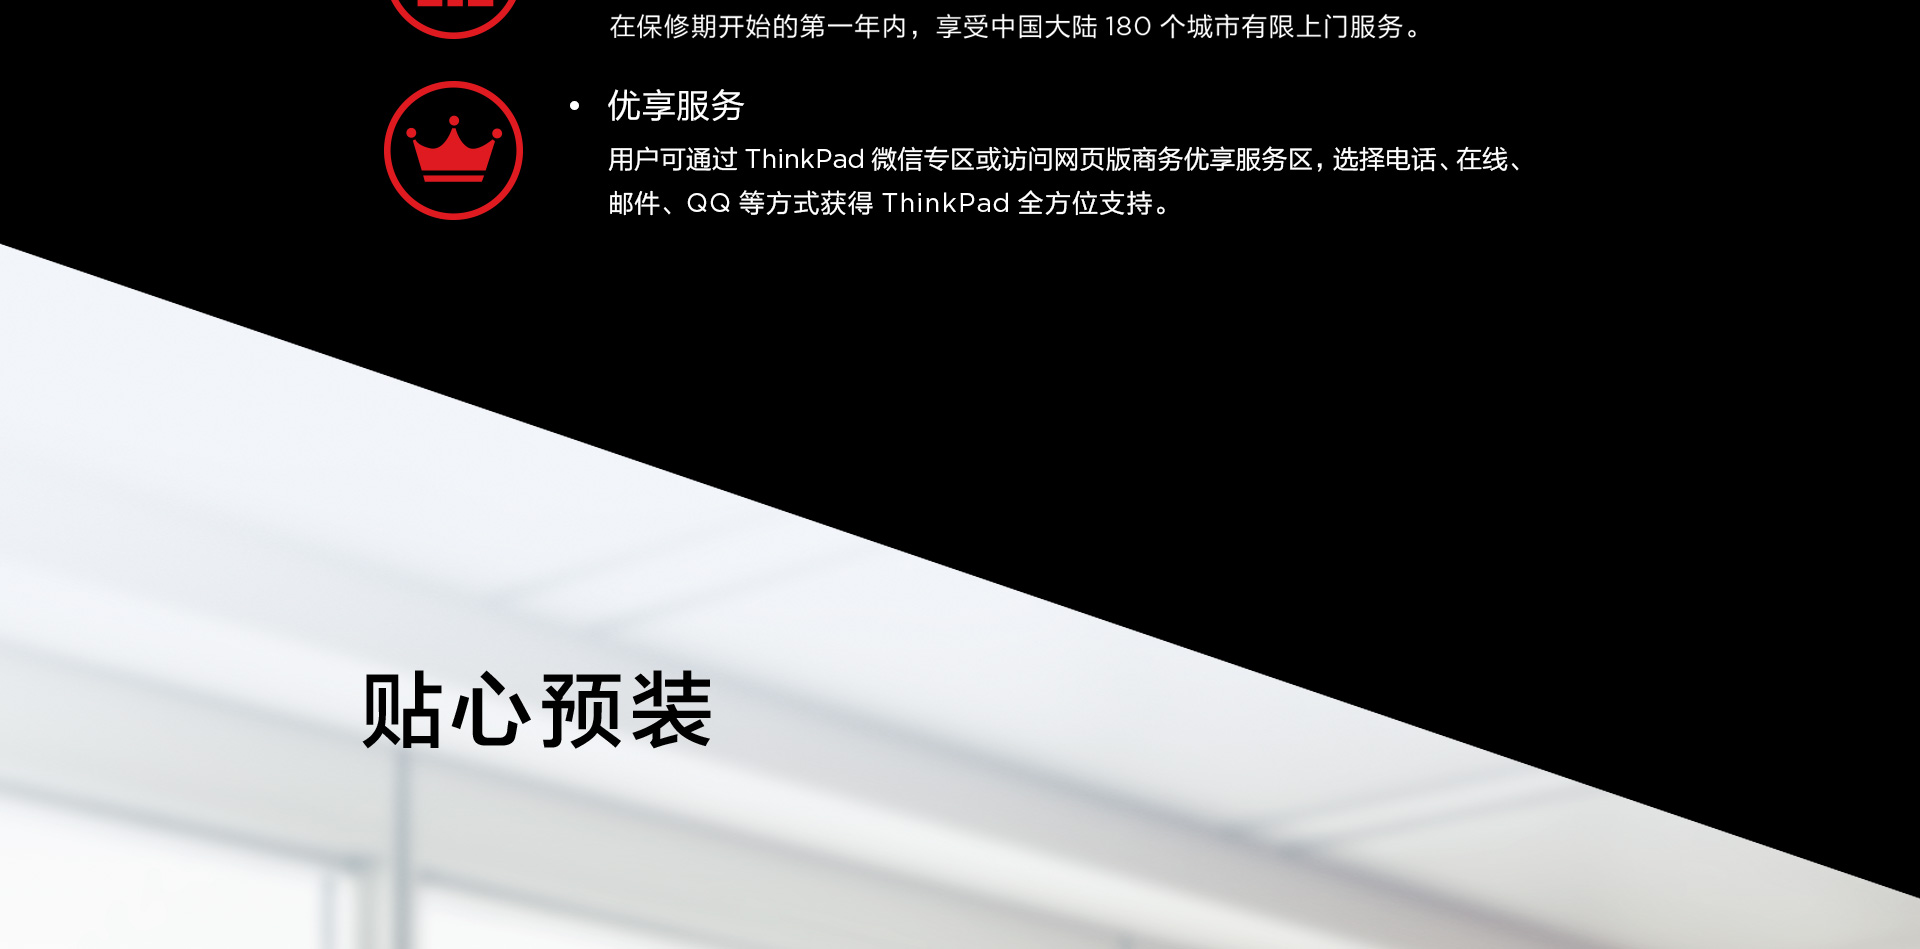 在保修期开始的第一年内，享受中国大陆 180 个城市有限上门服务。
• 优享服务
用户可通过 ThinkPad 微信专区或访问网页版商务优享服务区，选择电话、在线、
邮件、QQ 等方式获得 ThinkPad 全方位支持。
贴心预装